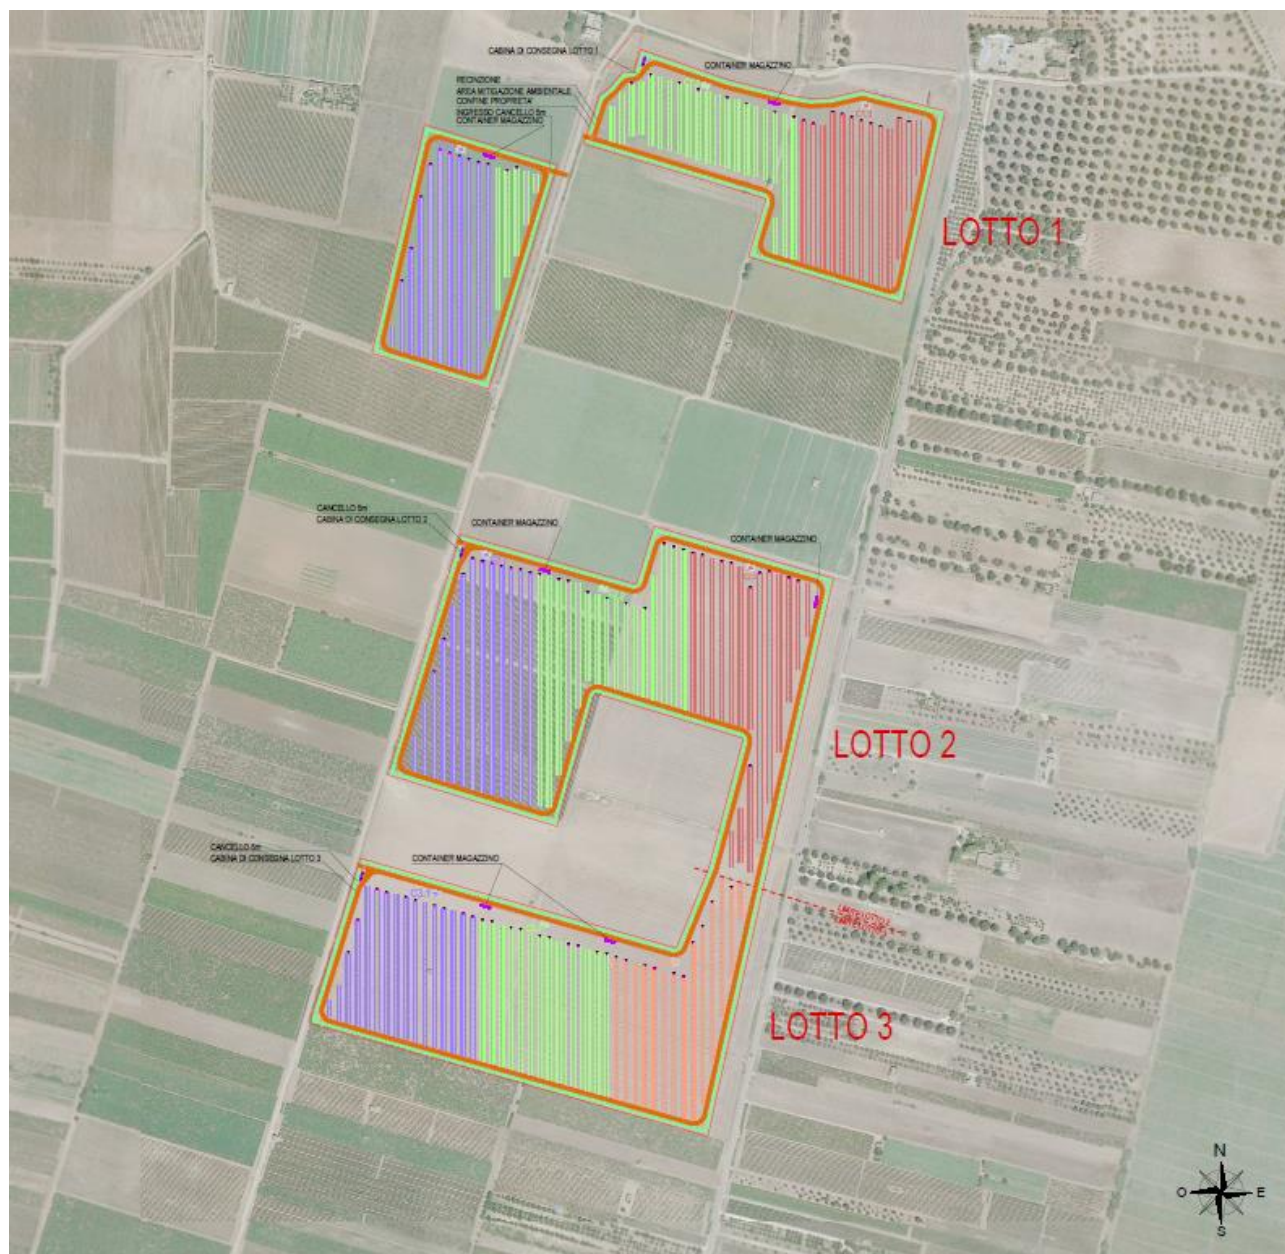 CABINA DI CONSEGNA LOTTO 1
CONTAINER MAGAZZINO
RECINZIONE
AREA MITIGAZIONE AMBIENTALE
CONFINE PROPRIETA'
INGRESSO CANCELLO 5m
CONTAINER MAGAZZINO
LOTTO 1
CANCELLO 5m
CABINA DI CONSEGNA LOTTO 2
CONTAINER MAGAZZINO
CONTAINER MAGAZZINO
LOTTO 2
CANCELLO 5m
CABINA DI CONSEGNA LOTTO 3
CONTAINER MAGAZZINO
LOTTO 3
N
O
E
S